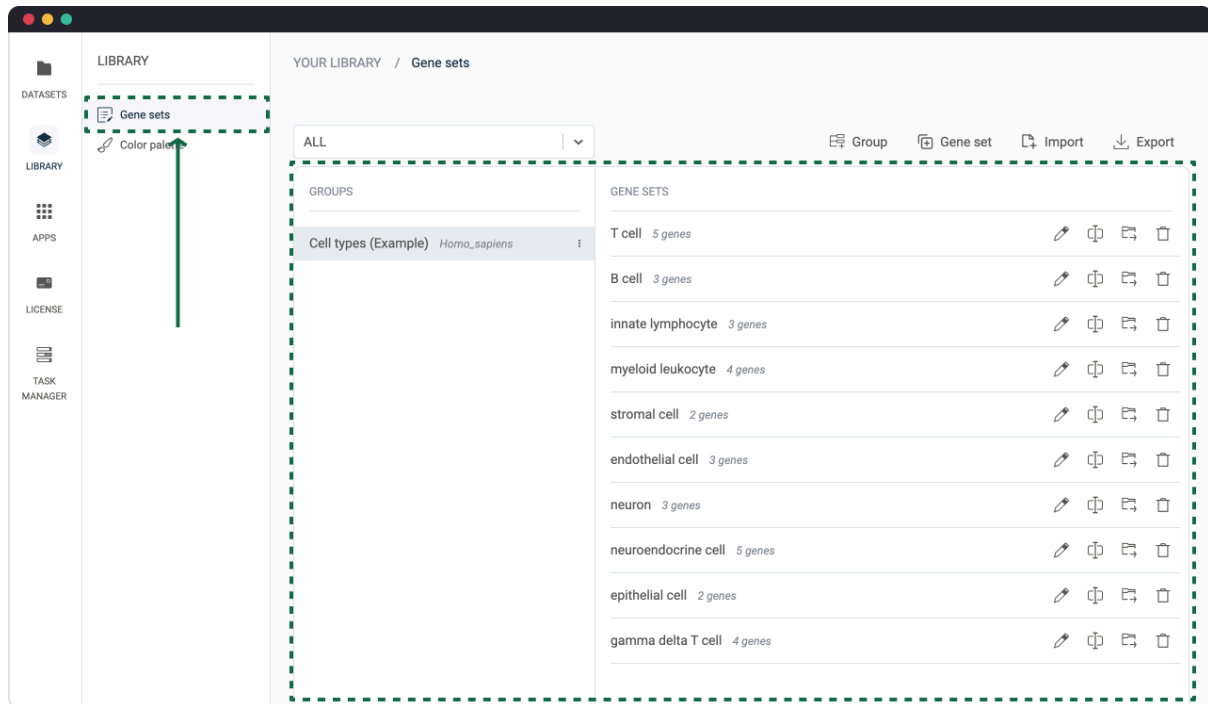 DATASETS
LIBRARY
APPS
LICENSE
TASK
MANAGER
LIBRARY
Gene sets
Color palette
YOUR LIBRARY / Gene sets
ALL
Group
Gene set
Import
Export
GROUPS
Cell types (Example) Homo_sapiens
GENE SETS
T cell 5 genes
B cell 3 genes
innate lymphocyte 3 genes
myeloid leukocyte 4 genes
stromal cell 2 genes
endothelial cell 3 genes
neuron 3 genes
neuroendocrine cell 5 genes
epithelial cell 2 genes
gamma delta T cell 4 genes